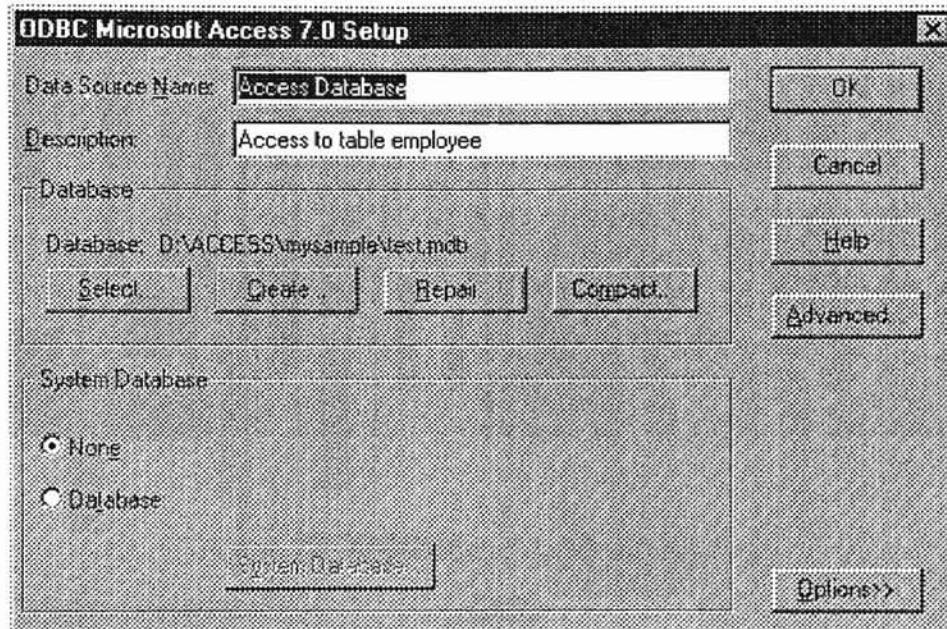 ODBC Microsoft Access 7.0 Setup
Data Source Name: Access Database
OK
Description: Access to table employee
Cancel
Database
Database: D:\ACCESS\mysample\test.mdb
Help
Select... Create... Repair... Compact...
Advanced...
System Database
None
Database
System Database...
Options>>